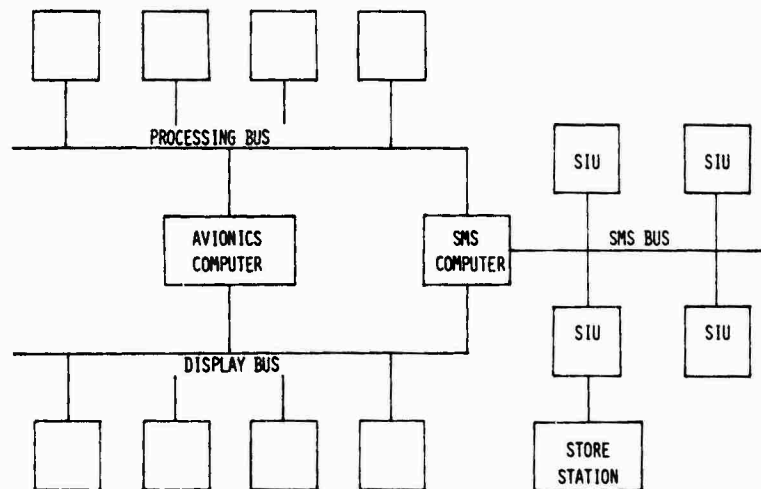 PROCESSING BUS
SIU
SIU
AVIONICS
COMPUTER
SMS
COMPUTER
SMS BUS
SIU
SIU
DISPLAY BUS
STORE
STATION